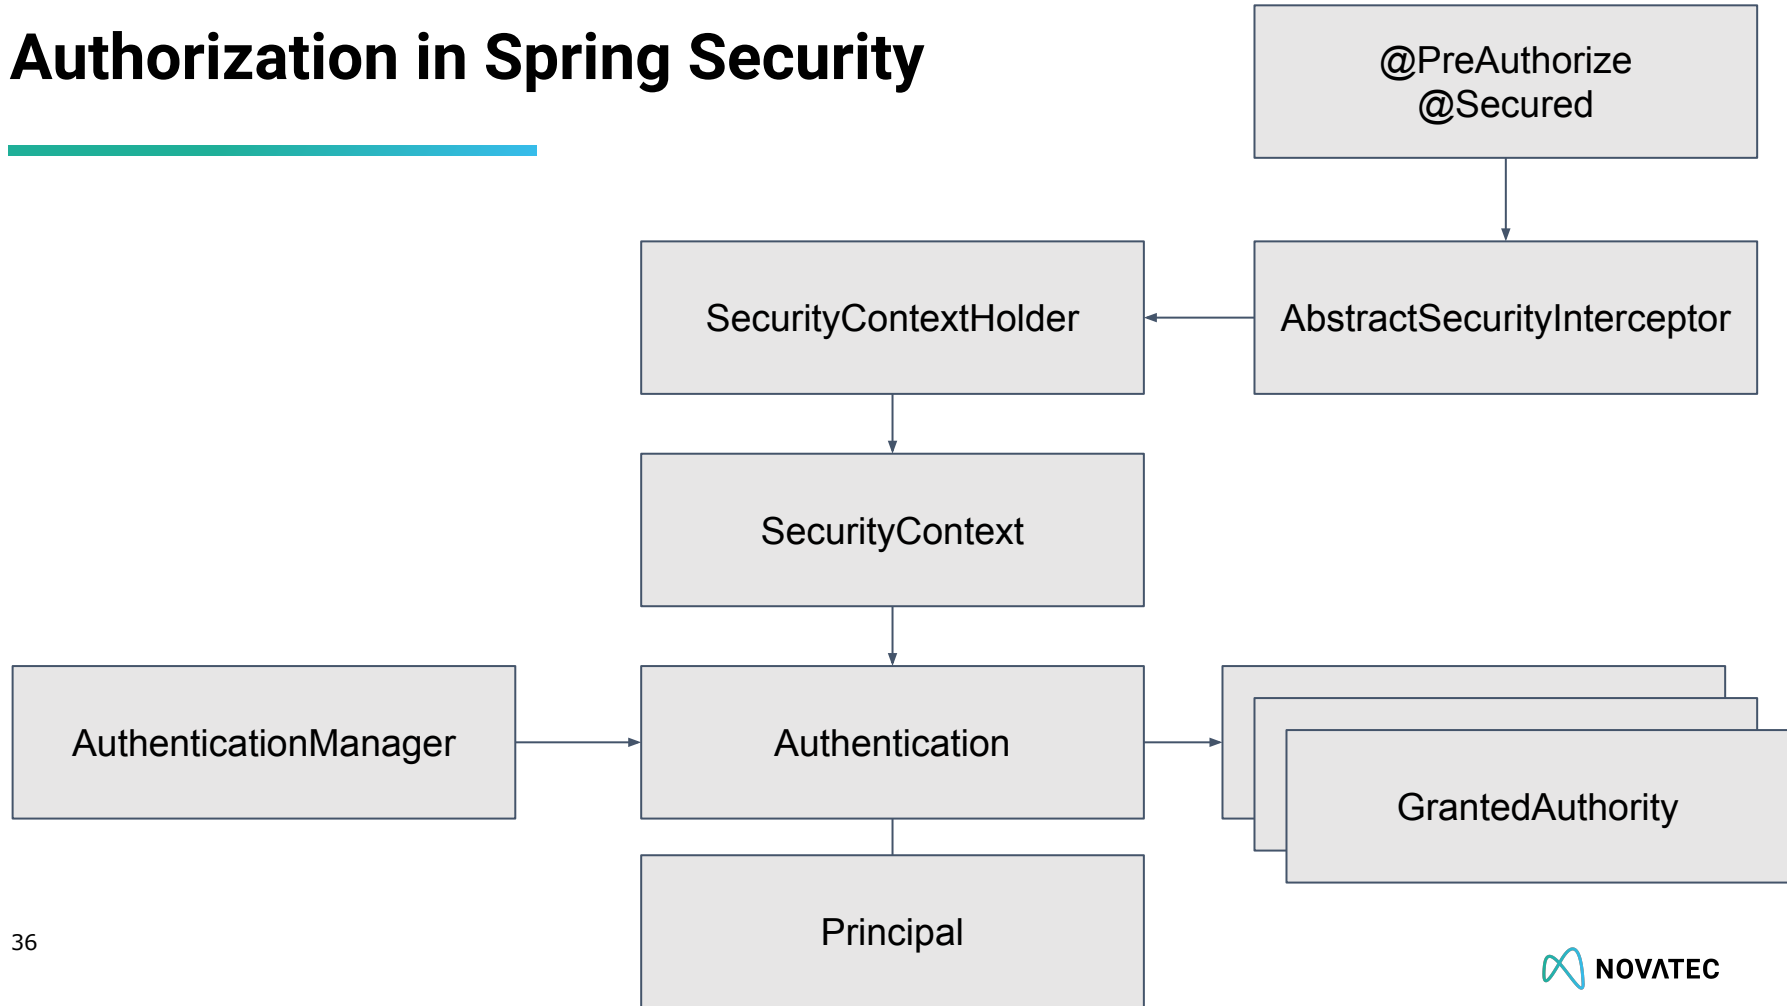 Authorization in Spring Security
@PreAuthorize
@Secured
SecurityContextHolder
AbstractSecurityInterceptor
SecurityContext
AuthenticationManager
Authentication
GrantedAuthority
Principal
36
NOVATEC